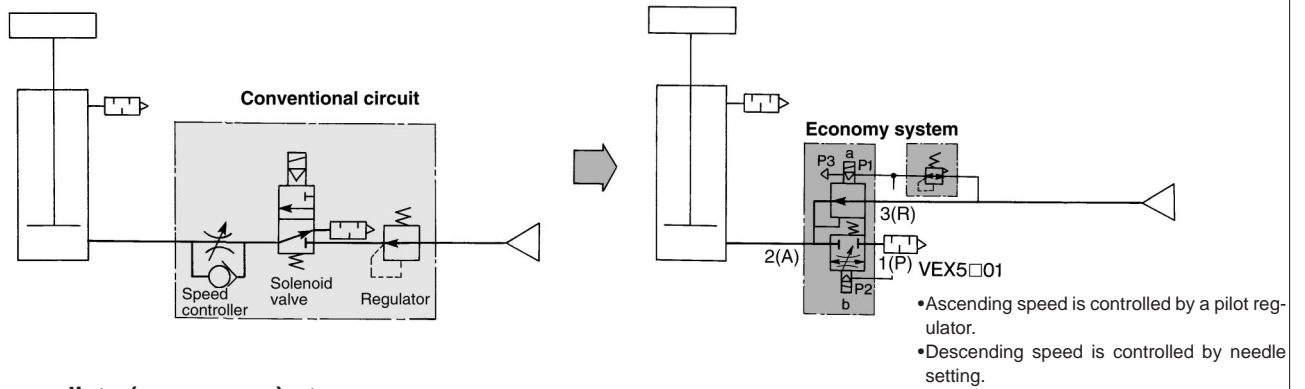 Conventional circuit
Speed
controller
Solenoid
valve
Regulator
Economy system
a
P3
P1
3(R)
2(A)
1(P)
VEX5□01
P2
b
•Ascending speed is controlled by a pilot reg-
ulator.
•Descending speed is controlled by needle
setting.